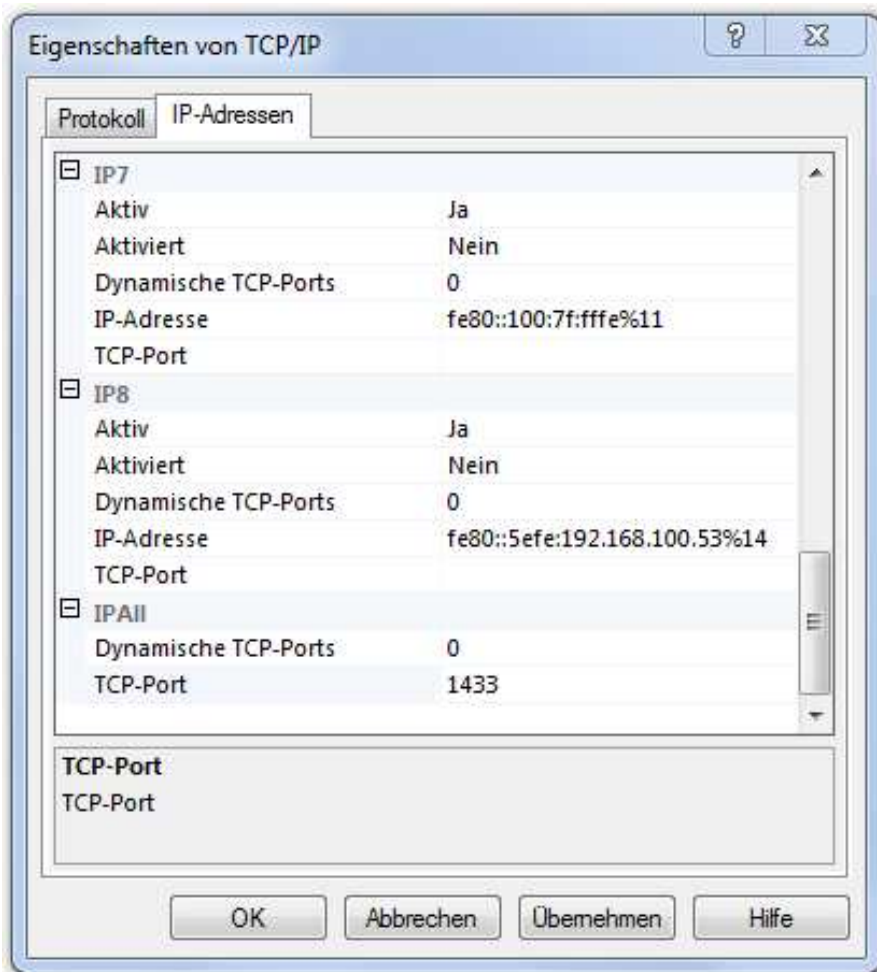 Eigenschaften von TCP/IP
Protokoll IP-Adressen
IP7
Aktiv Ja
Aktiviert Nein
Dynamische TCP-Ports 0
IP-Adresse fe80::100:7f:fffe%11
TCP-Port
IP8
Aktiv Ja
Aktiviert Nein
Dynamische TCP-Ports 0
IP-Adresse fe80::5efe:192.168.100.53%14
TCP-Port
IPAll
Dynamische TCP-Ports 0
TCP-Port 1433
TCP-Port
TCP-Port
OK Abbrechen Übernehmen Hilfe